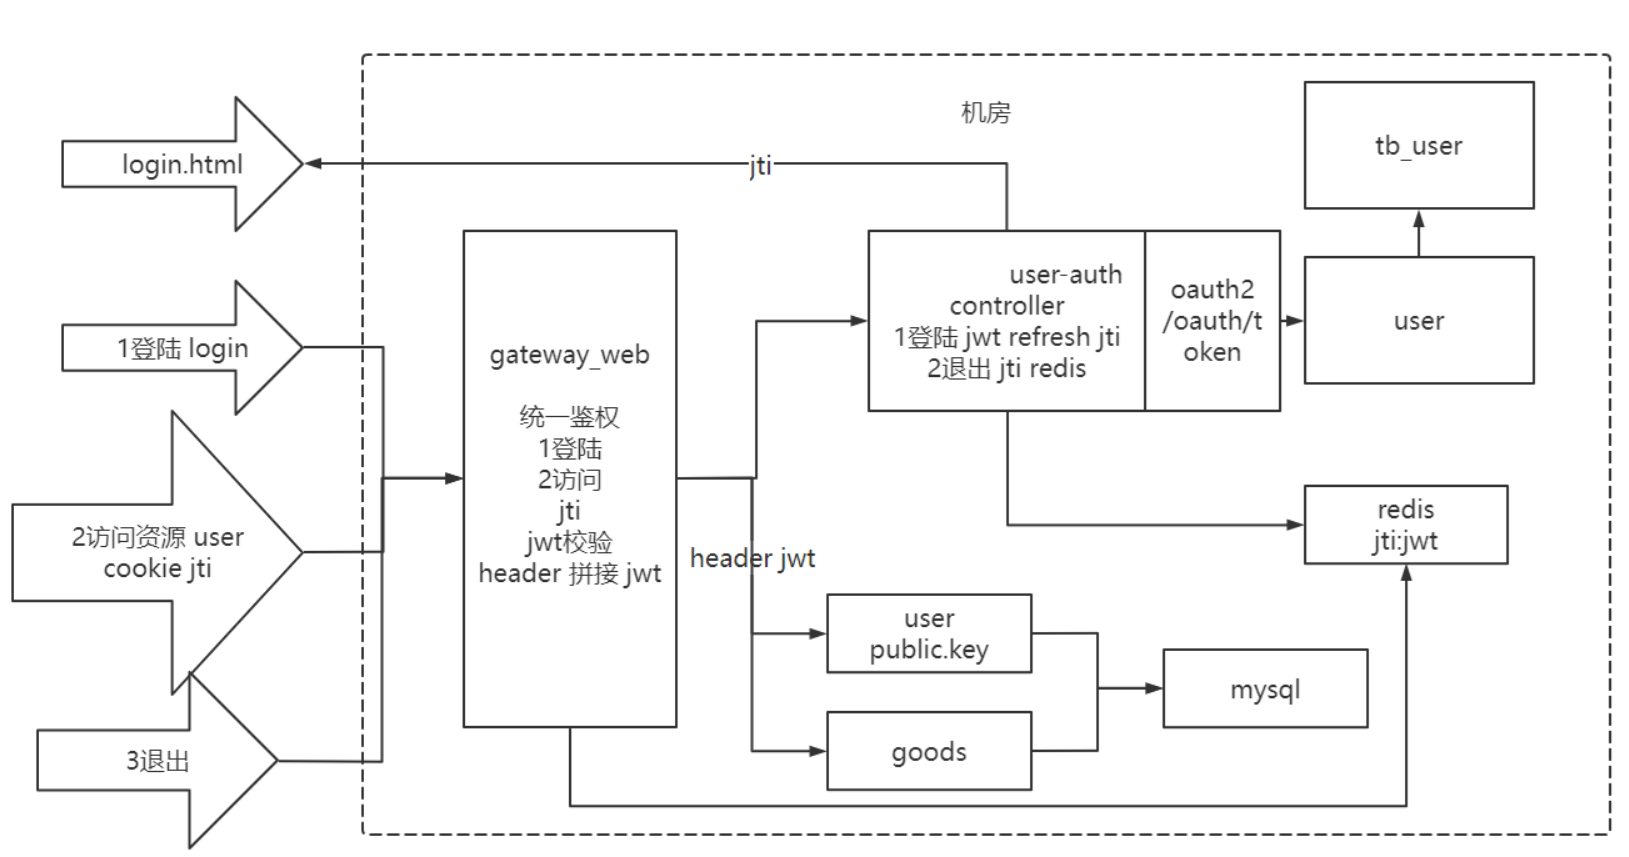 机房
login.html
jti
tb_user
1登陆 login
gateway_web
统一鉴权
1登陆
2访问
jti
jwt校验
header 拼接 jwt
user-auth
controller
1登陆 jwt refresh jti
2退出 jti redis
oauth2
/oauth/t
oken
user
2访问资源 user
cookie jti
header jwt
redis
jti:jwt
user
public.key
mysql
goods
3退出